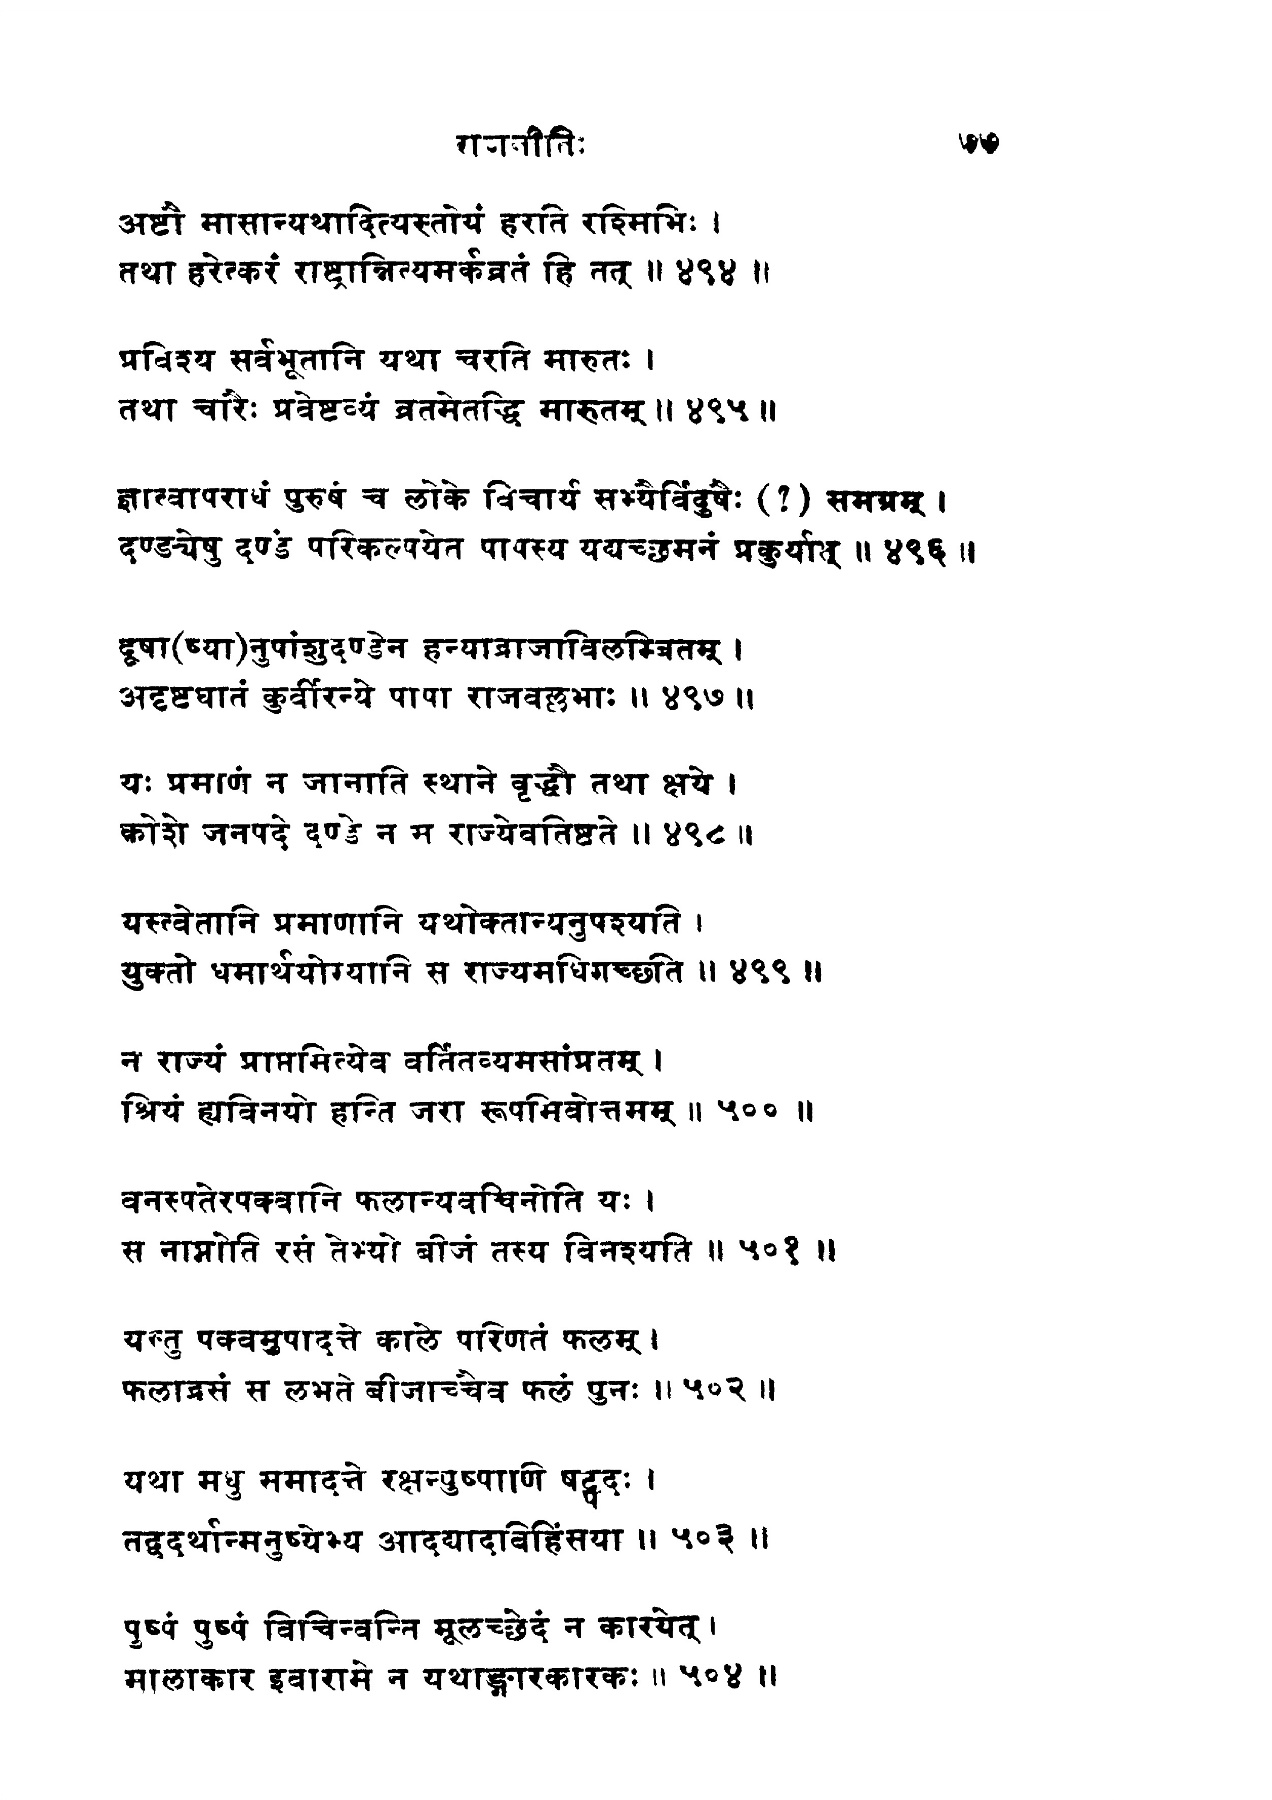 राजनीतिः ७७
अष्टौ मासान्यथादित्यस्तोयं हरति रश्मिभिः ।
तथा हरेत्करं राष्ट्रान्नित्यमर्कव्रतं हि तत् ॥ ४९४ ॥
प्रविश्य सर्वभूतानि यथा चरति मारुतः ।
तथा चारैः प्रवेष्टव्यं व्रतमेतद्धि मारुतम् ॥ ४९५ ॥
ज्ञात्वापराधं पुरुषं च लोके विचार्य सभ्यैर्विदुषैः (?) समग्रम् ।
दण्ड्येषु दण्डं परिकल्पयेत पापस्य यद्यच्छमनं प्रकुर्यात् ॥ ४९६ ॥
दूषा(ष्या)नुपांशुदण्डेन हन्याद्राजाविलम्बितम् ।
अदृष्टघातं कुर्वीरन्ये पापा राजवल्लभाः ॥ ४९७ ॥
यः प्रमाणं न जानाति स्थाने वृद्धौ तथा क्षये ।
कोशे जनपदे दण्डे न स राज्येवतिष्टते ॥ ४९८ ॥
यस्त्वेतानि प्रमाणानि यथोक्तान्यनुपश्यति ।
युक्तो धमार्थयोग्यानि स राज्यमधिगच्छति ॥ ४९९ ॥
न राज्यं प्राप्तमित्येव वर्तितव्यमसांप्रतम् ।
श्रियं ह्यविनयो हन्ति जरा रूपमिवोत्तमम् ॥ ५०० ॥
वनस्पतेरपक्वानि फलान्यवचिनोति यः ।
स नाप्नोति रसं तेभ्यो बीजं तस्य विनश्यति ॥ ५०१ ॥
यस्तु पक्वमुपादत्ते काले परिणतं फलम् ।
फलाद्रसं स लभते बीजाच्चैव फलं पुनः ॥ ५०२ ॥
यथा मधु समादत्ते रक्षन्पुष्पाणि षट्पदः ।
तद्वदर्थान्मनुष्येभ्य आदद्यादविहिंसया ॥ ५०३ ॥
पुष्पं पुष्पं विचिन्वन्ति मूलच्छेदं न कारयेत् ।
मालाकार इवारामे न यथाङ्गारकारकः ॥ ५०४ ॥